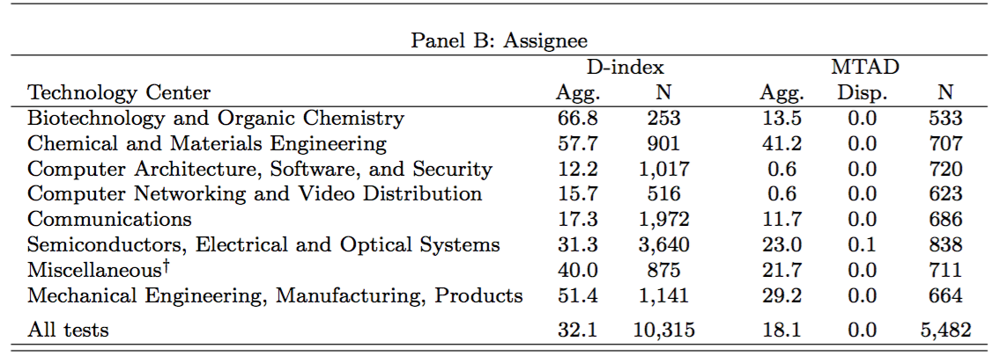 Panel B: Assignee
D-index MTAD
Technology Center Agg. N Agg. Disp. N
Biotechnology and Organic Chemistry 66.8 253 13.5 0.0 533
Chemical and Materials Engineering 57.7 901 41.2 0.0 707
Computer Architecture, Software, and Security 12.2 1,017 0.6 0.0 720
Computer Networking and Video Distribution 15.7 516 0.6 0.0 623
Communications 17.3 1,972 11.7 0.0 686
Semiconductors, Electrical and Optical Systems 31.3 3,640 23.0 0.1 838
Miscellaneous† 40.0 875 21.7 0.0 711
Mechanical Engineering, Manufacturing, Products 51.4 1,141 29.2 0.0 664
All tests 32.1 10,315 18.1 0.0 5,482